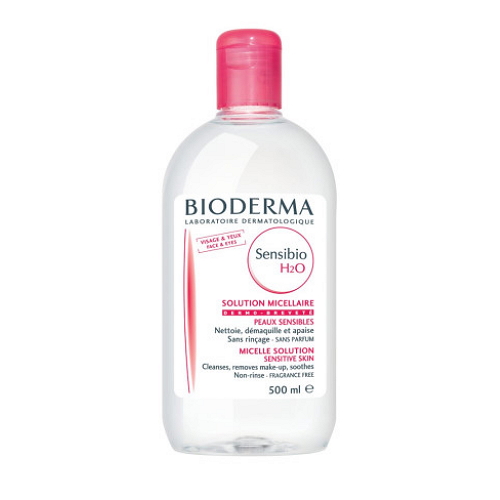 BIODERMA
LABORATOIRE DERMATOLOGIQUE
VISAGE & YEUX
FACE & EYES
Sensibio
H2O
SOLUTION MICELLAIRE
DERMO-BREVETÉ
PEAUX SENSIBLES
Nettoie, démaquille et apaise
Sans rinçage - SANS PARFUM
MICELLE SOLUTION
SENSITIVE SKIN
Cleanses, removes make-up, soothes
Non-rinse - FRAGRANCE FREE
500 ml ℮